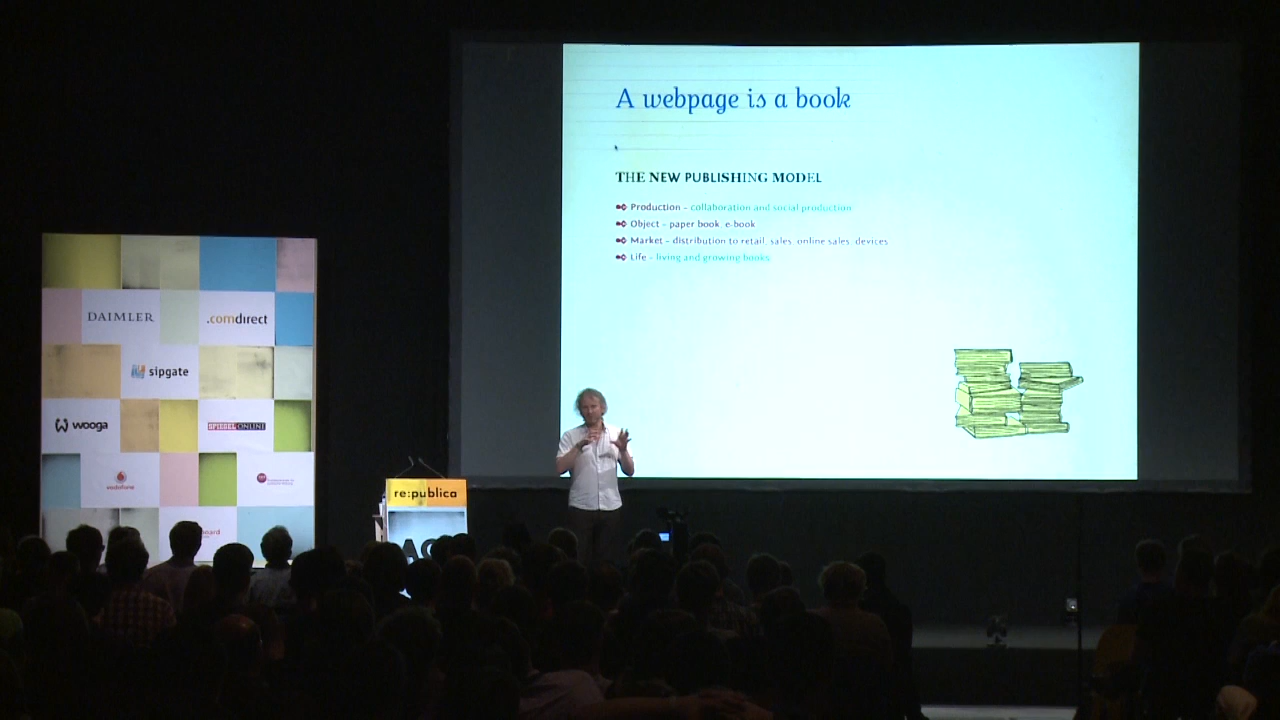 A webpage is a book
THE NEW PUBLISHING MODEL
Production – collaboration and social production
Object – paper book, e-book
Market – distribution to retail, sales, online sales, devices
Life – living and growing books
DAIMLER
.comdirect
sipgate
wooga
SPIEGEL ONLINE
vodafone
re:publica